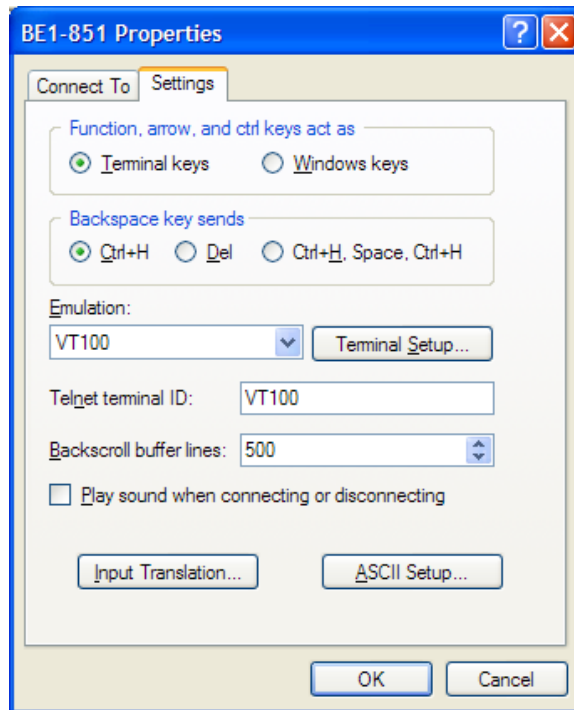 BE1-851 Properties
Connect To Settings
Function, arrow, and ctrl keys act as
Terminal keys Windows keys
Backspace key sends
Ctrl+H Del Ctrl+H, Space, Ctrl+H
Emulation:
VT100 Terminal Setup...
Telnet terminal ID: VT100
Backscroll buffer lines: 500
Play sound when connecting or disconnecting
Input Translation... ASCII Setup...
OK Cancel